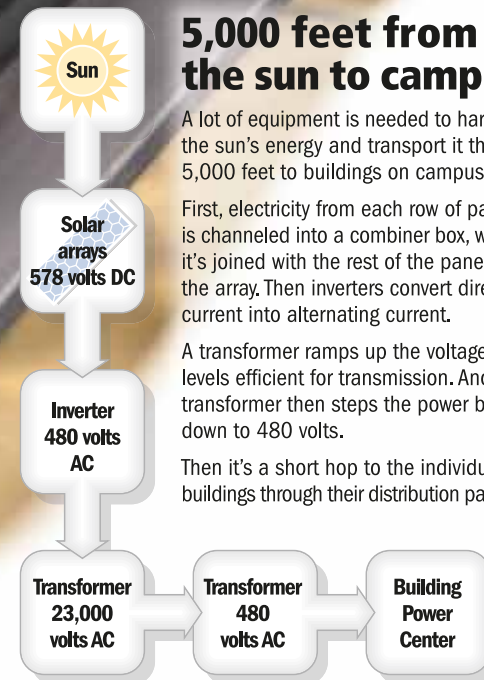 5,000 feet from
the sun to camp
A lot of equipment is needed to har
the sun's energy and transport it th
5,000 feet to buildings on campus
First, electricity from each row of pa
is channeled into a combiner box, w
it's joined with the rest of the pane
the array. Then inverters convert dire
current into alternating current.
A transformer ramps up the voltage
levels efficient for transmission. And
transformer then steps the power b
down to 480 volts.
Then it's a short hop to the individu
buildings through their distribution pa
Sun
Solar
arrays
578 volts DC
Inverter
480 volts
AC
Transformer
23,000
volts AC
Transformer
480
volts AC
Building
Power
Center